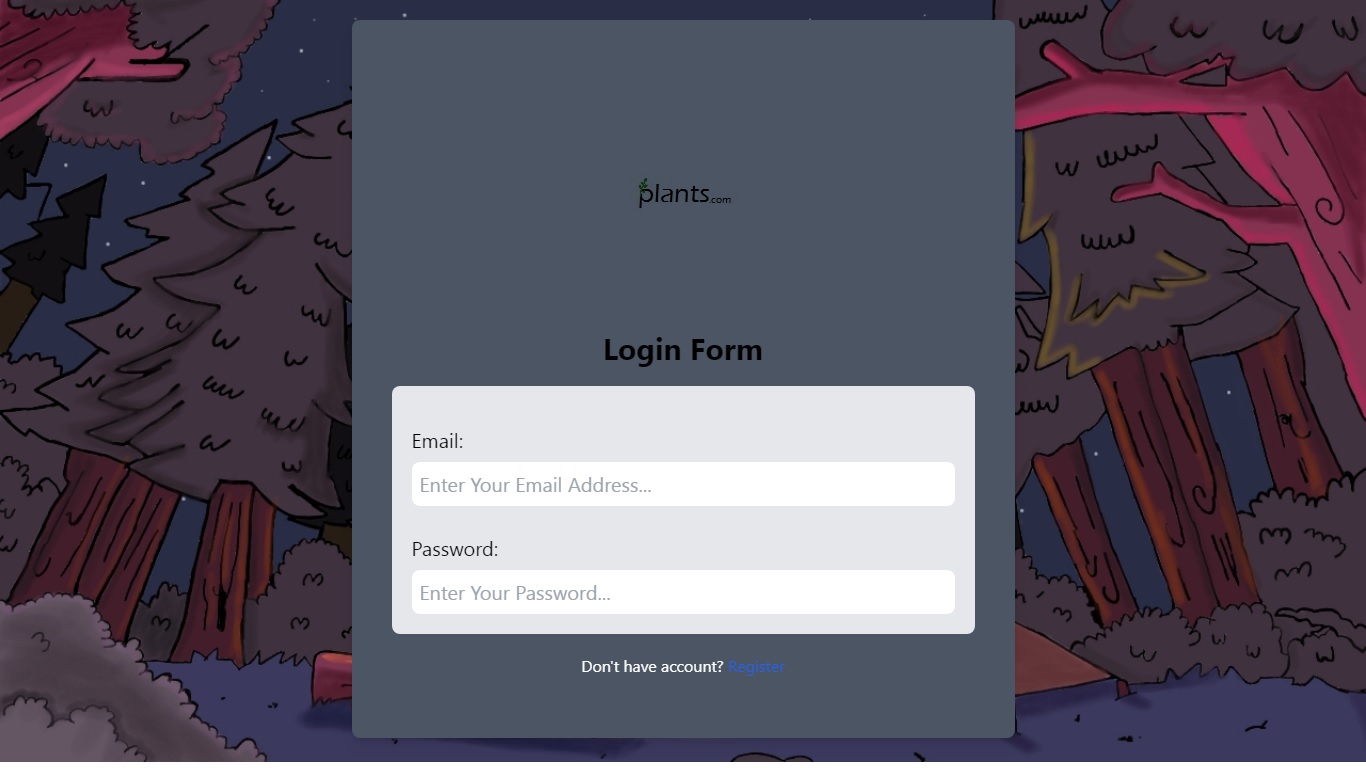 plants.com
Login Form
Email:
Enter Your Email Address...
Password:
Enter Your Password...
Don't have account? Register